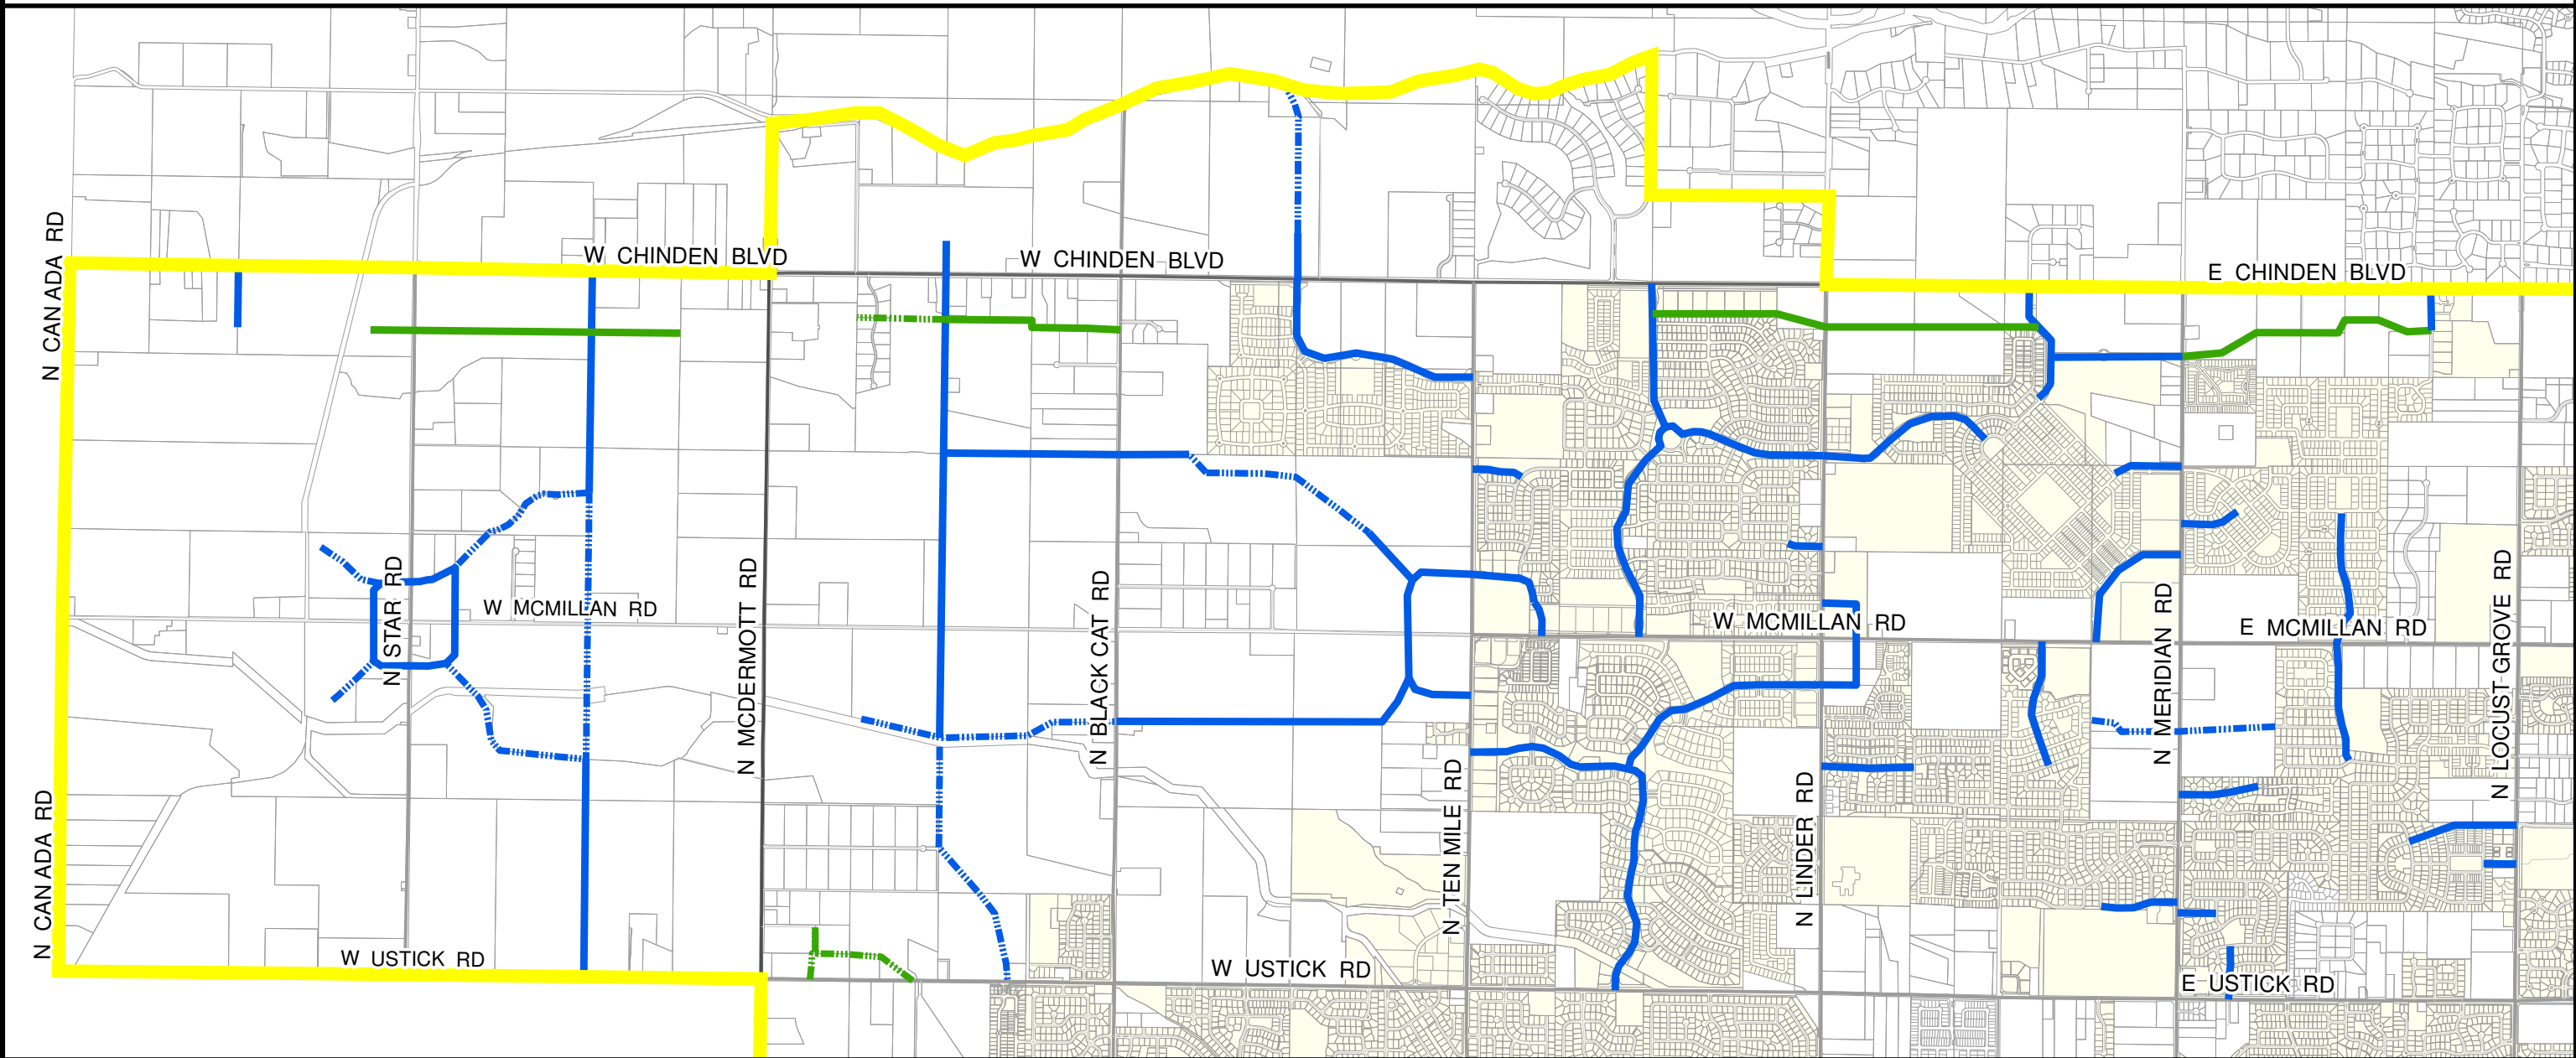 W CHINDEN BLVD
W CHINDEN BLVD
E CHINDEN BLVD
N CANADA RD
N STAR RD
W MCMILLAN RD
N MCDERMOTT RD
N BLACK CAT RD
W MCMILLAN RD
N MERIDIAN RD
E MCMILLAN RD
N LOCUST GROVE RD
N CANADA RD
N TEN MILE RD
N LINDER RD
W USTICK RD
W USTICK RD
E USTICK RD